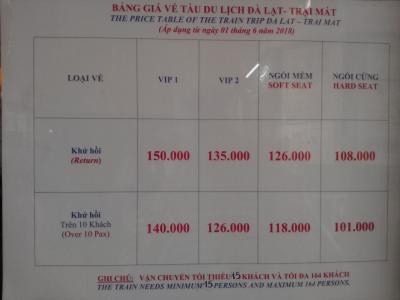 BẢNG GIÁ VÉ TÀU DU LỊCH ĐÀ LẠT- TRẠI MÁT
THE PRICE TABLE OF THE TRAIN TRIP DA LAT – TRAI MAT
(Áp dụng từ ngày 01 tháng 6 năm 2018)
LOẠI VÉ VIP 1 VIP 2 NGỒI MỀM NGỒI CỨNG
SOFT SEAT HARD SEAT
Khứ hồi
(Return) 150.000 135.000 126.000 108.000
Khứ hồi
Trên 10 Khách 140.000 126.000 118.000 101.000
(Over 10 Pax)
GHI CHÚ: VẬN CHUYỂN TỐI THIỂU 15 KHÁCH VÀ TỐI ĐA 164 KHÁCH
THE TRAIN NEEDS MINIMUM 15 PERSONS AND MAXIMUM 164 PERSONS.